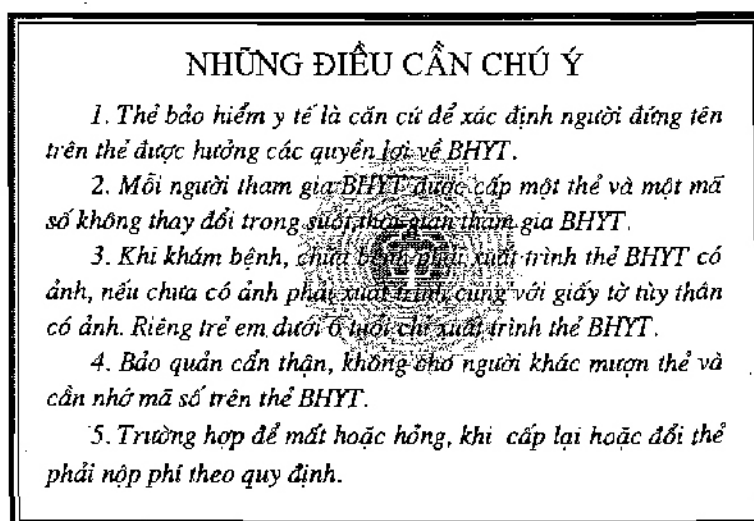 NHỮNG ĐIỀU CẦN CHÚ Ý
1. Thẻ bảo hiểm y tế là căn cứ để xác định người đứng tên
trên thẻ được hưởng các quyền lợi về BHYT.
2. Mỗi người tham gia BHYT được cấp một thẻ và một mã
số không thay đổi trong suốt thời gian tham gia BHYT.
3. Khi khám bệnh, chữa bệnh phải xuất trình thẻ BHYT có
ảnh, nếu chưa có ảnh phải xuất trình cùng với giấy tờ tùy thân
có ảnh. Riêng trẻ em dưới 6 tuổi chỉ xuất trình thẻ BHYT.
4. Bảo quản cẩn thận, không cho người khác mượn thẻ và
cần nhớ mã số trên thẻ BHYT.
5. Trường hợp để mất hoặc hỏng, khi cấp lại hoặc đổi thẻ
phải nộp phí theo quy định.